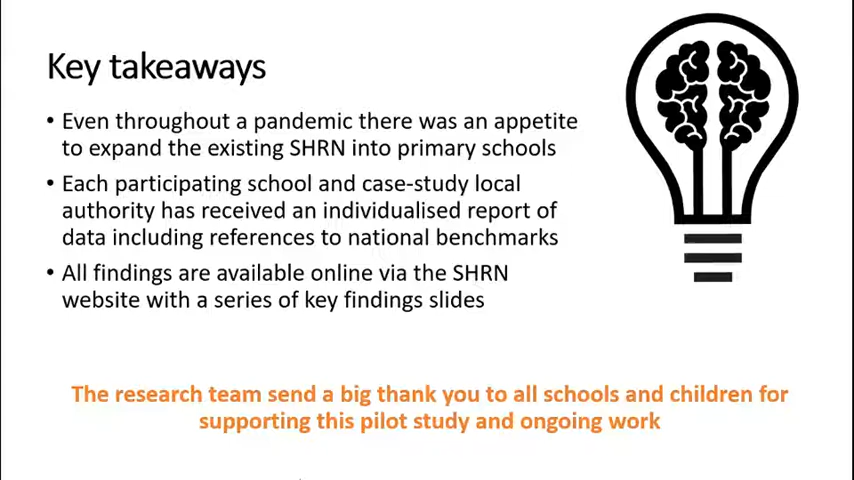 Key takeaways
• Even throughout a pandemic there was an appetite
to expand the existing SHRN into primary schools
• Each participating school and case-study local
authority has received an individualised report of
data including references to national benchmarks
• All findings are available online via the SHRN
website with a series of key findings slides
The research team send a big thank you to all schools and children for
supporting this pilot study and ongoing work